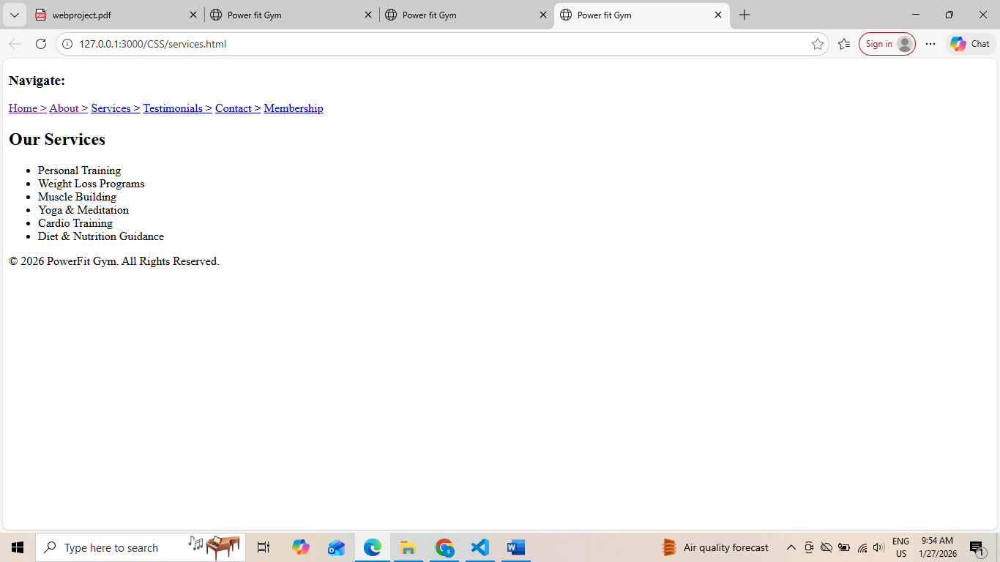 webproject.pdf
Power fit Gym
Power fit Gym
Power fit Gym
127.0.0.1:3000/CSS/services.html
Sign in
Chat
Navigate:
Home > About > Services > Testimonials > Contact > Membership
Our Services
• Personal Training
• Weight Loss Programs
• Muscle Building
• Yoga & Meditation
• Cardio Training
• Diet & Nutrition Guidance
© 2026 PowerFit Gym. All Rights Reserved.
Type here to search
Air quality forecast
ENG
US
9:54 AM
1/27/2026
1